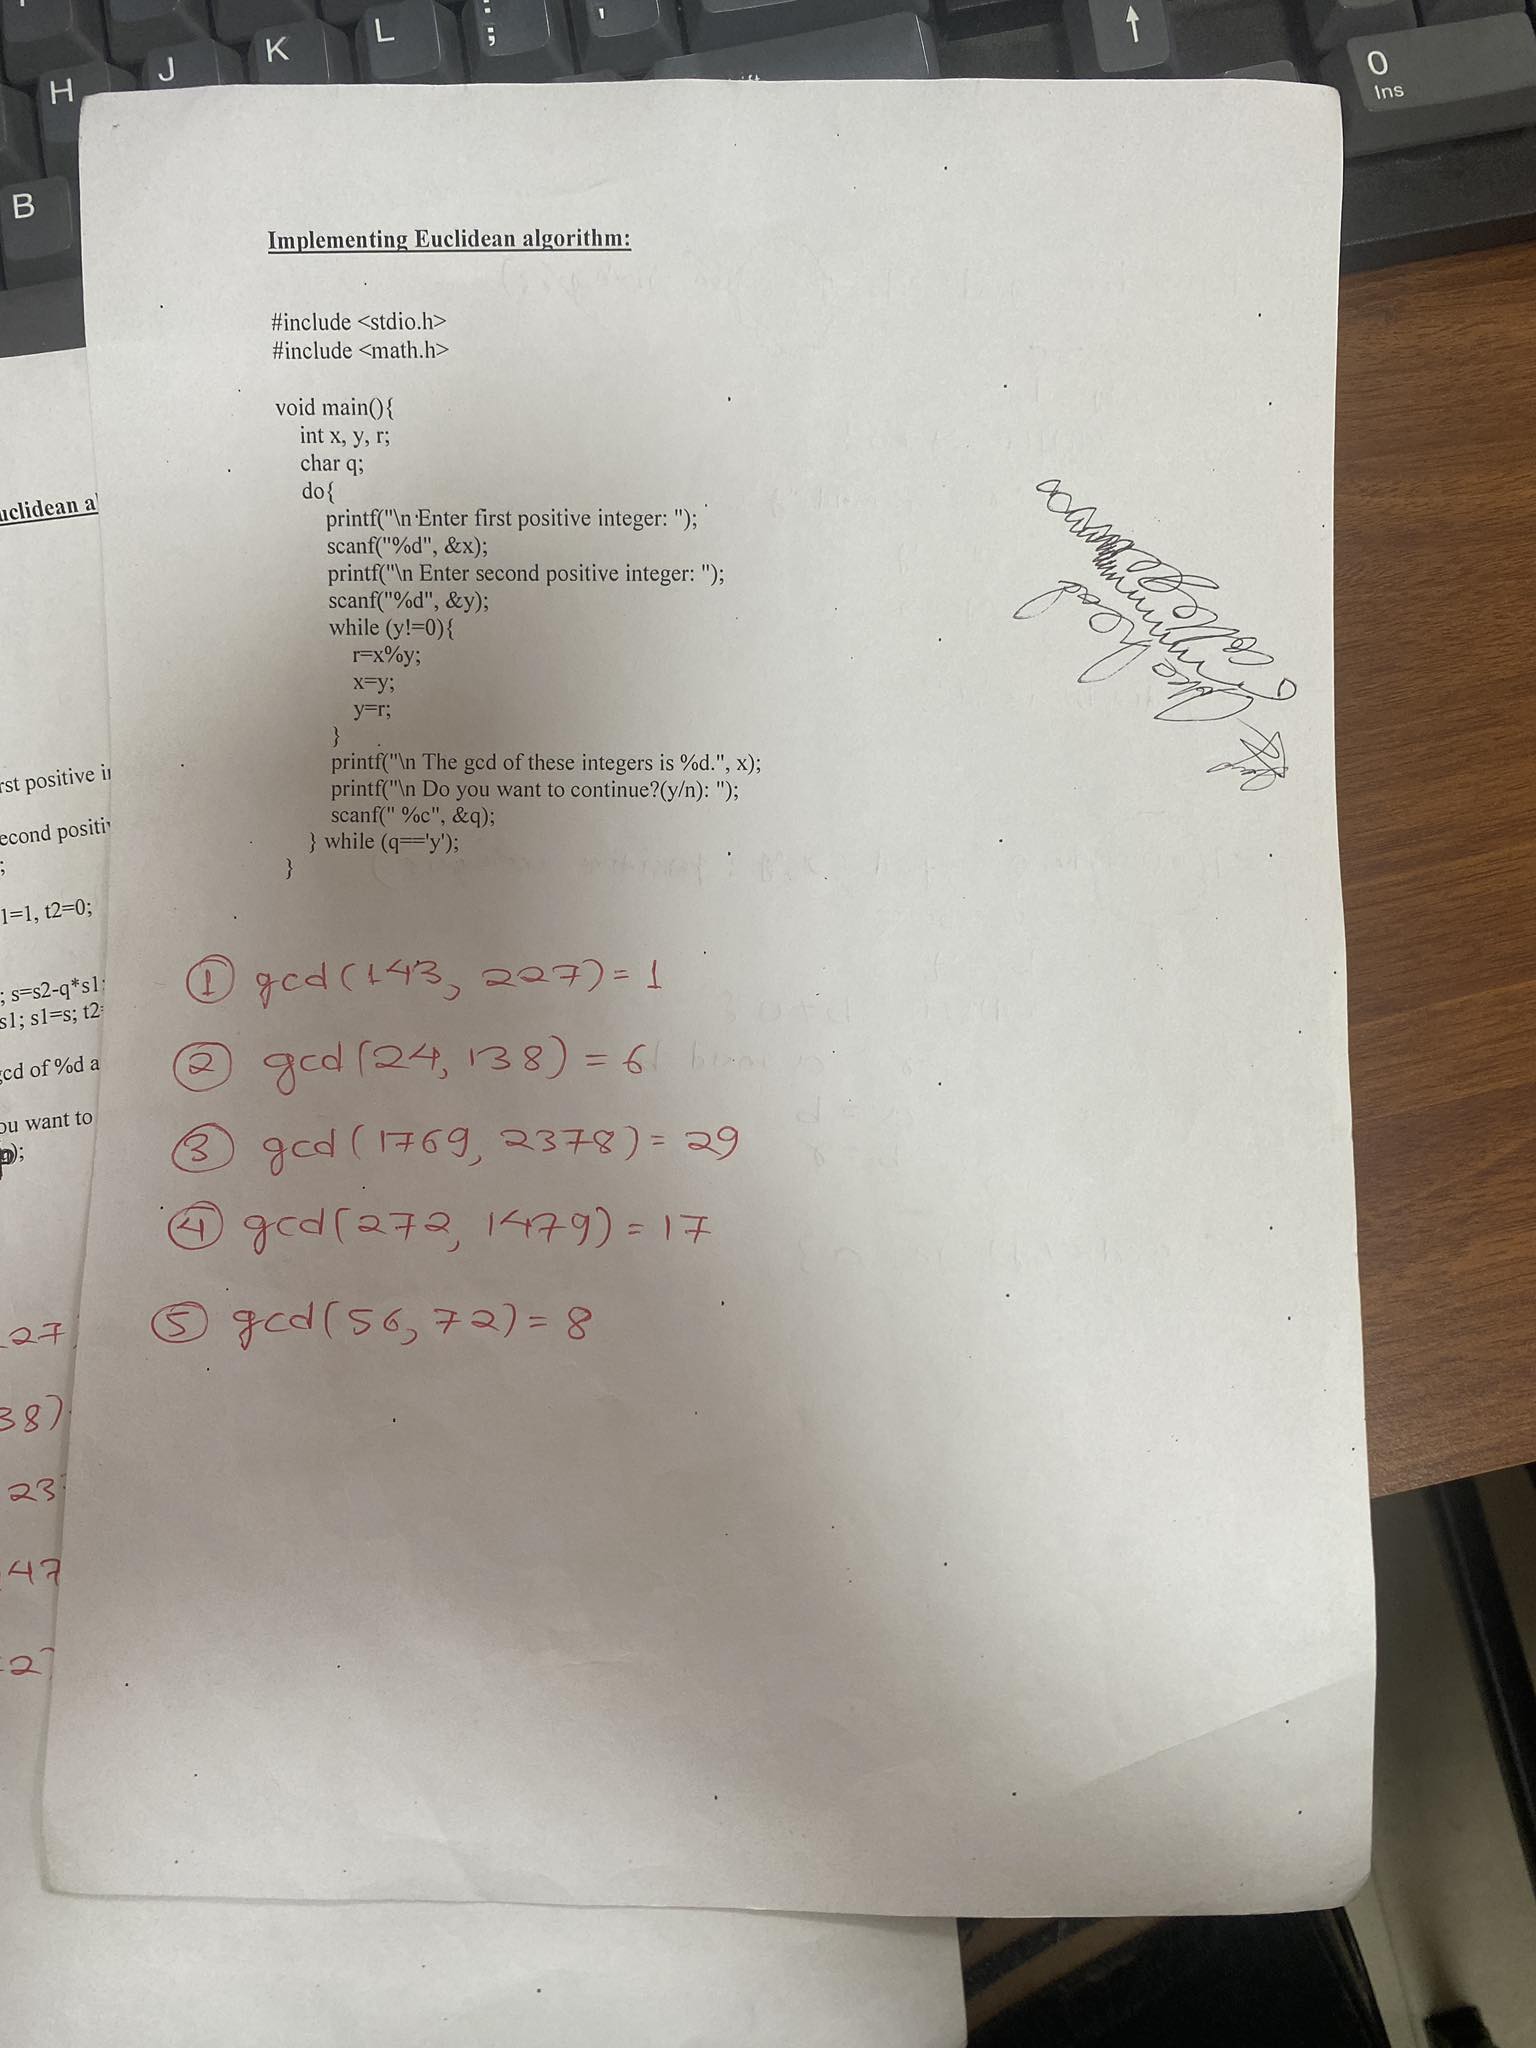 H
J
K
L
:
;
'
↑
0
Ins
B
Implementing Euclidean algorithm:
#include <stdio.h>
#include <math.h>
void main(){
int x, y, r;
char q;
do{
printf("\n Enter first positive integer: ");
scanf("%d", &x);
printf("\n Enter second positive integer: ");
scanf("%d", &y);
while (y!=0){
r=x%y;
x=y;
y=r;
}
printf("\n The gcd of these integers is %d.", x);
printf("\n Do you want to continue?(y/n): ");
scanf(" %c", &q);
} while (q=='y');
}
① gcd(143, 227) = 1
② gcd(24, 138) = 6
③ gcd(1769, 2378) = 29
④ gcd(272, 1479) = 17
⑤ gcd(56, 72) = 8
uclidean a
rst positive i
econd positi
;
1=1, t2=0;
; s=s2-q*s1;
s1; s1=s; t2=
gcd of %d a
ou want to
);
27
38)
23
47
2